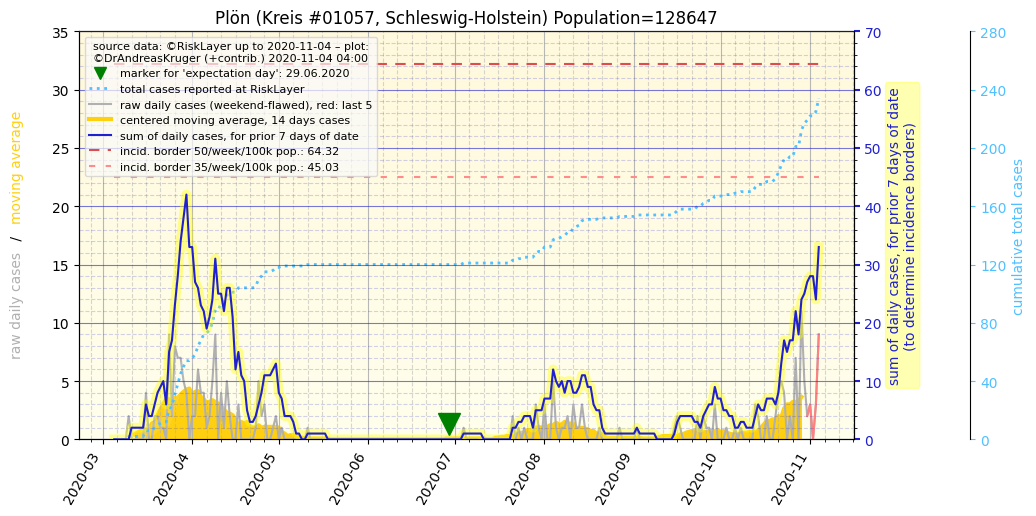 Plön (Kreis #01057, Schleswig-Holstein) Population=128647
source data: ©RiskLayer up to 2020-11-04 – plot:
©DrAndreasKruger (+contrib.) 2020-11-04 04:00
marker for 'expectation day': 29.06.2020
total cases reported at RiskLayer
raw daily cases (weekend-flawed), red: last 5
centered moving average, 14 days cases
sum of daily cases, for prior 7 days of date
incid. border 50/week/100k pop.: 64.32
incid. border 35/week/100k pop.: 45.03
raw daily cases / moving average
35
30
25
20
15
10
5
0
70
60
50
40
30
20
10
0
sum of daily cases, for prior 7 days of date
(to determine incidence borders)
280
240
200
160
120
80
40
0
cumulative total cases
2020-03
2020-04
2020-05
2020-06
2020-07
2020-08
2020-09
2020-10
2020-11